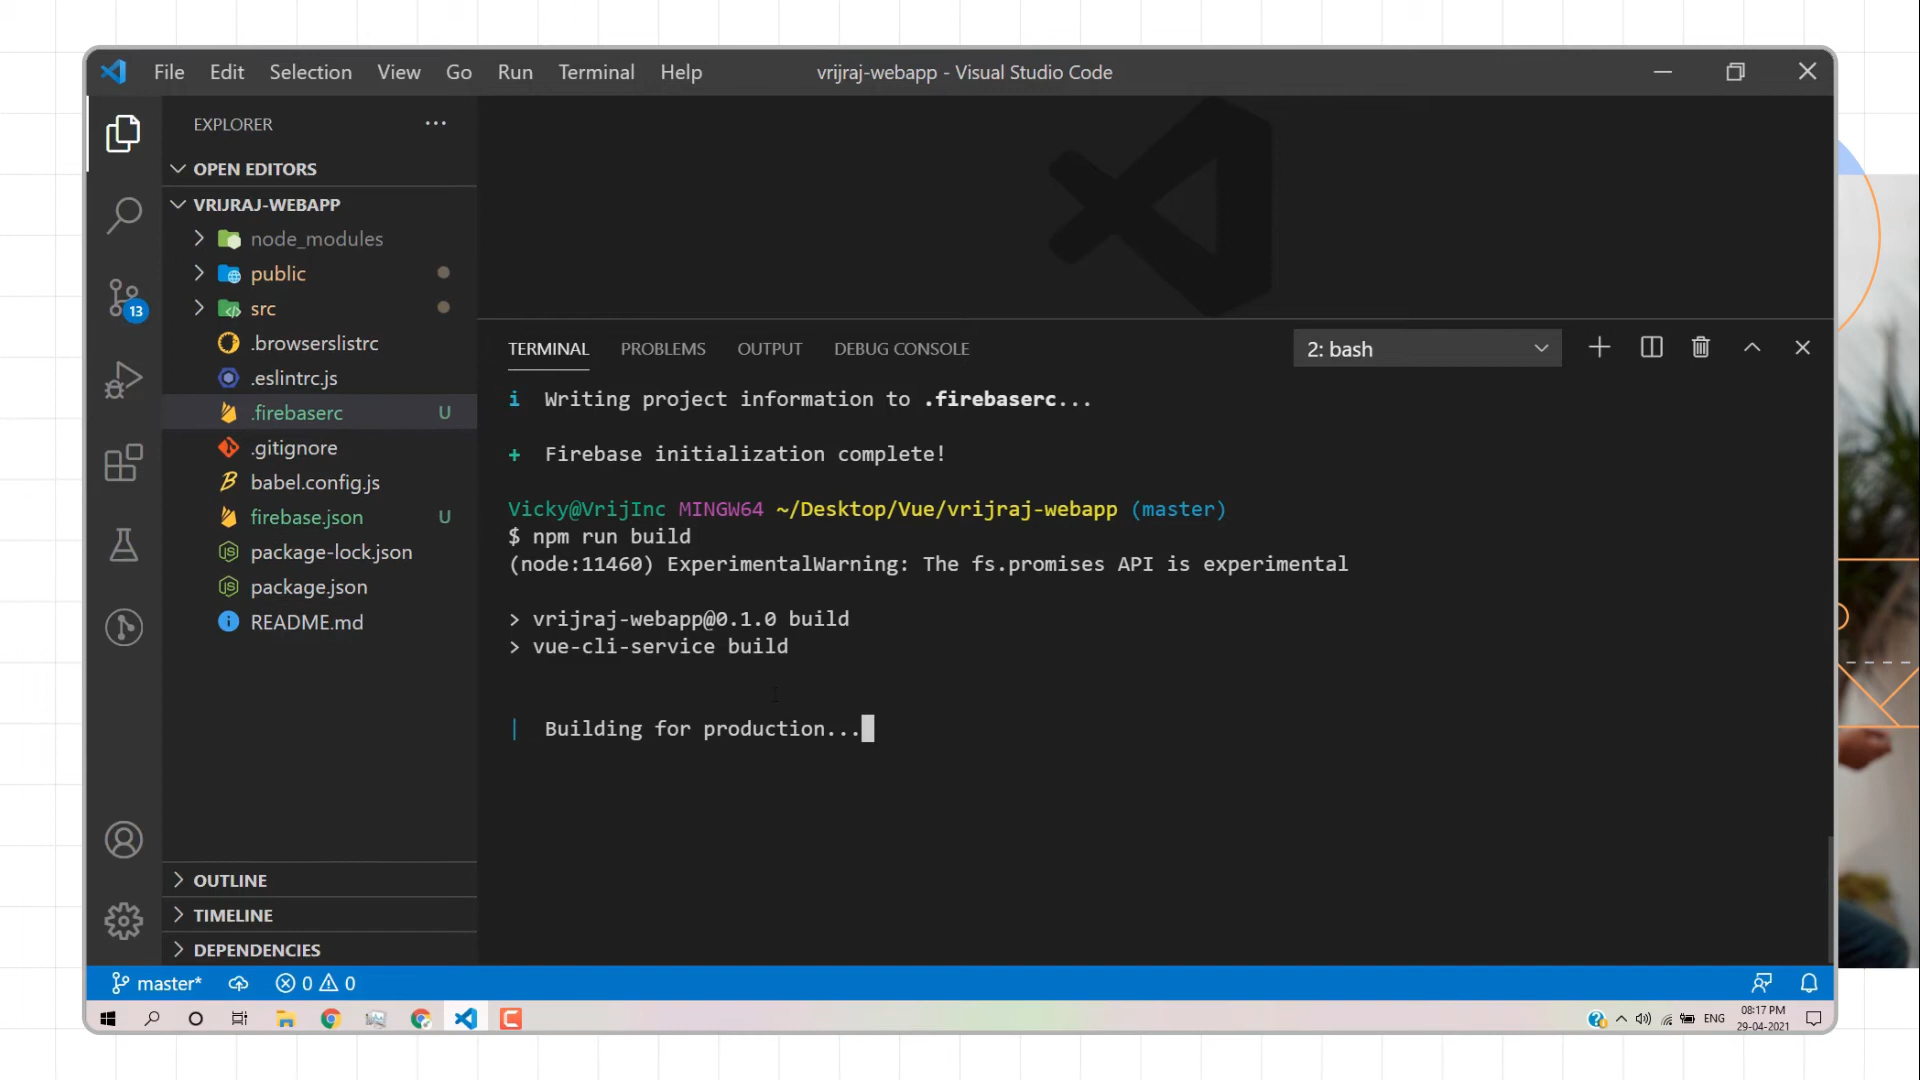 File Edit Selection View Go Run Terminal Help
vrijraj-webapp - Visual Studio Code
EXPLORER
OPEN EDITORS
VRIJRAJ-WEBAPP
node_modules
public
src
.browserslistrc
.eslintrc.js
.firebaserc U
.gitignore
babel.config.js
firebase.json U
package-lock.json
package.json
README.md
OUTLINE
TIMELINE
DEPENDENCIES
13
TERMINAL PROBLEMS OUTPUT DEBUG CONSOLE
2: bash
i Writing project information to .firebaserc...
+ Firebase initialization complete!
Vicky@VrijInc MINGW64 ~/Desktop/Vue/vrijraj-webapp (master)
$ npm run build
(node:11460) ExperimentalWarning: The fs.promises API is experimental
> vrijraj-webapp@0.1.0 build
> vue-cli-service build
| Building for production...
master* 0 0
ENG
08:17 PM
29-04-2021